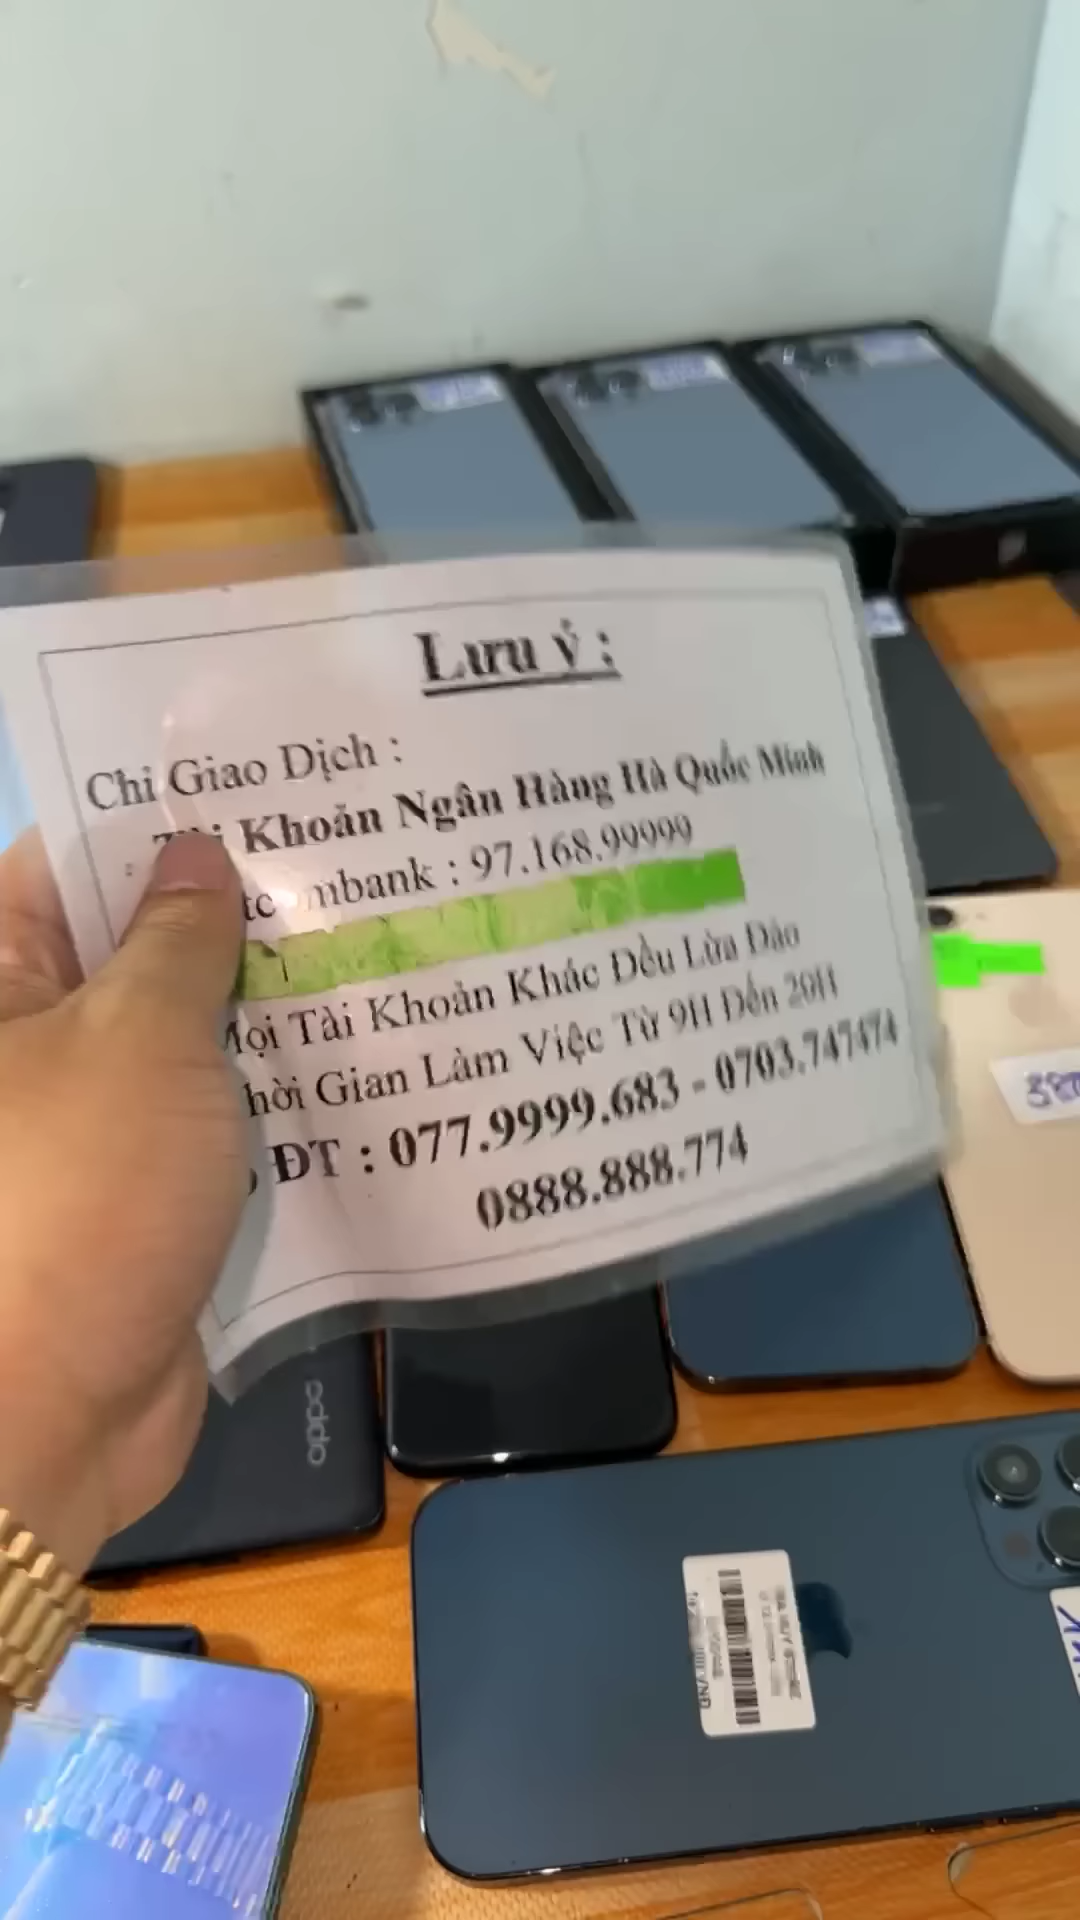 Lưu ý :
Chỉ Giao Dịch :
Tài Khoản Ngân Hàng Hà Quốc Minh
mbank : 97.168.99999
Mọi Tài Khoản Khác Đều Lừa Đảo
hời Gian Làm Việc Từ 9H Đến 20H
ĐT : 077.9999.683 - 0703.747474
0888.888.774
oppo